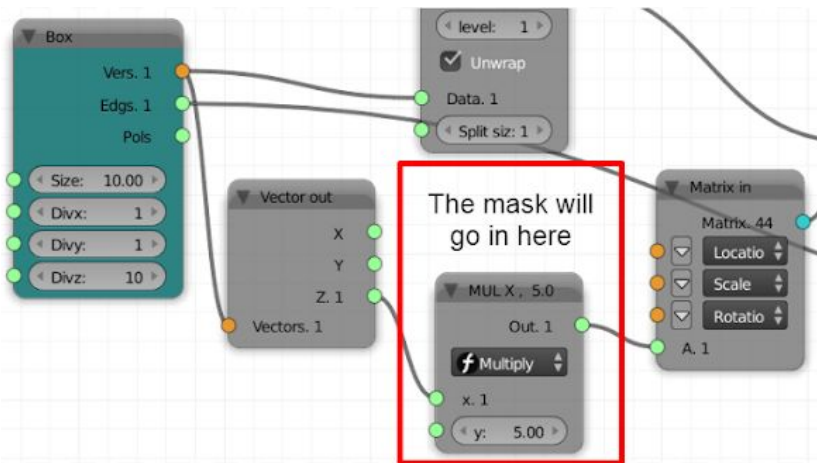 Box
Vers. 1
Edgs. 1
Pols
Size: 10.00
Divx: 1
Divy: 1
Divz: 10
level: 1
Unwrap
Data. 1
Split siz: 1
Vector out
X
Y
Z. 1
Vectors. 1
The mask will
go in here
MUL X , 5.0
Out. 1
Multiply
x. 1
y: 5.00
Matrix in
Matrix. 44
Locatio
Scale
Rotatio
A. 1